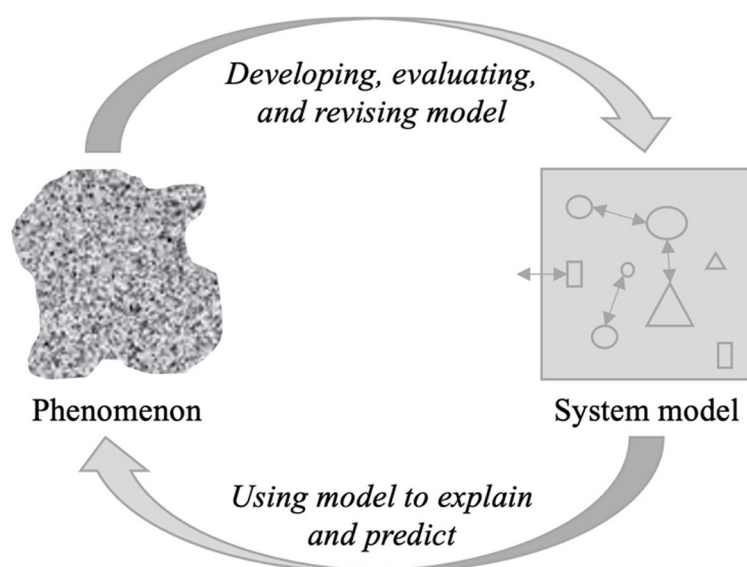 Developing, evaluating,
and revising model
Phenomenon
System model
Using model to explain
and predict